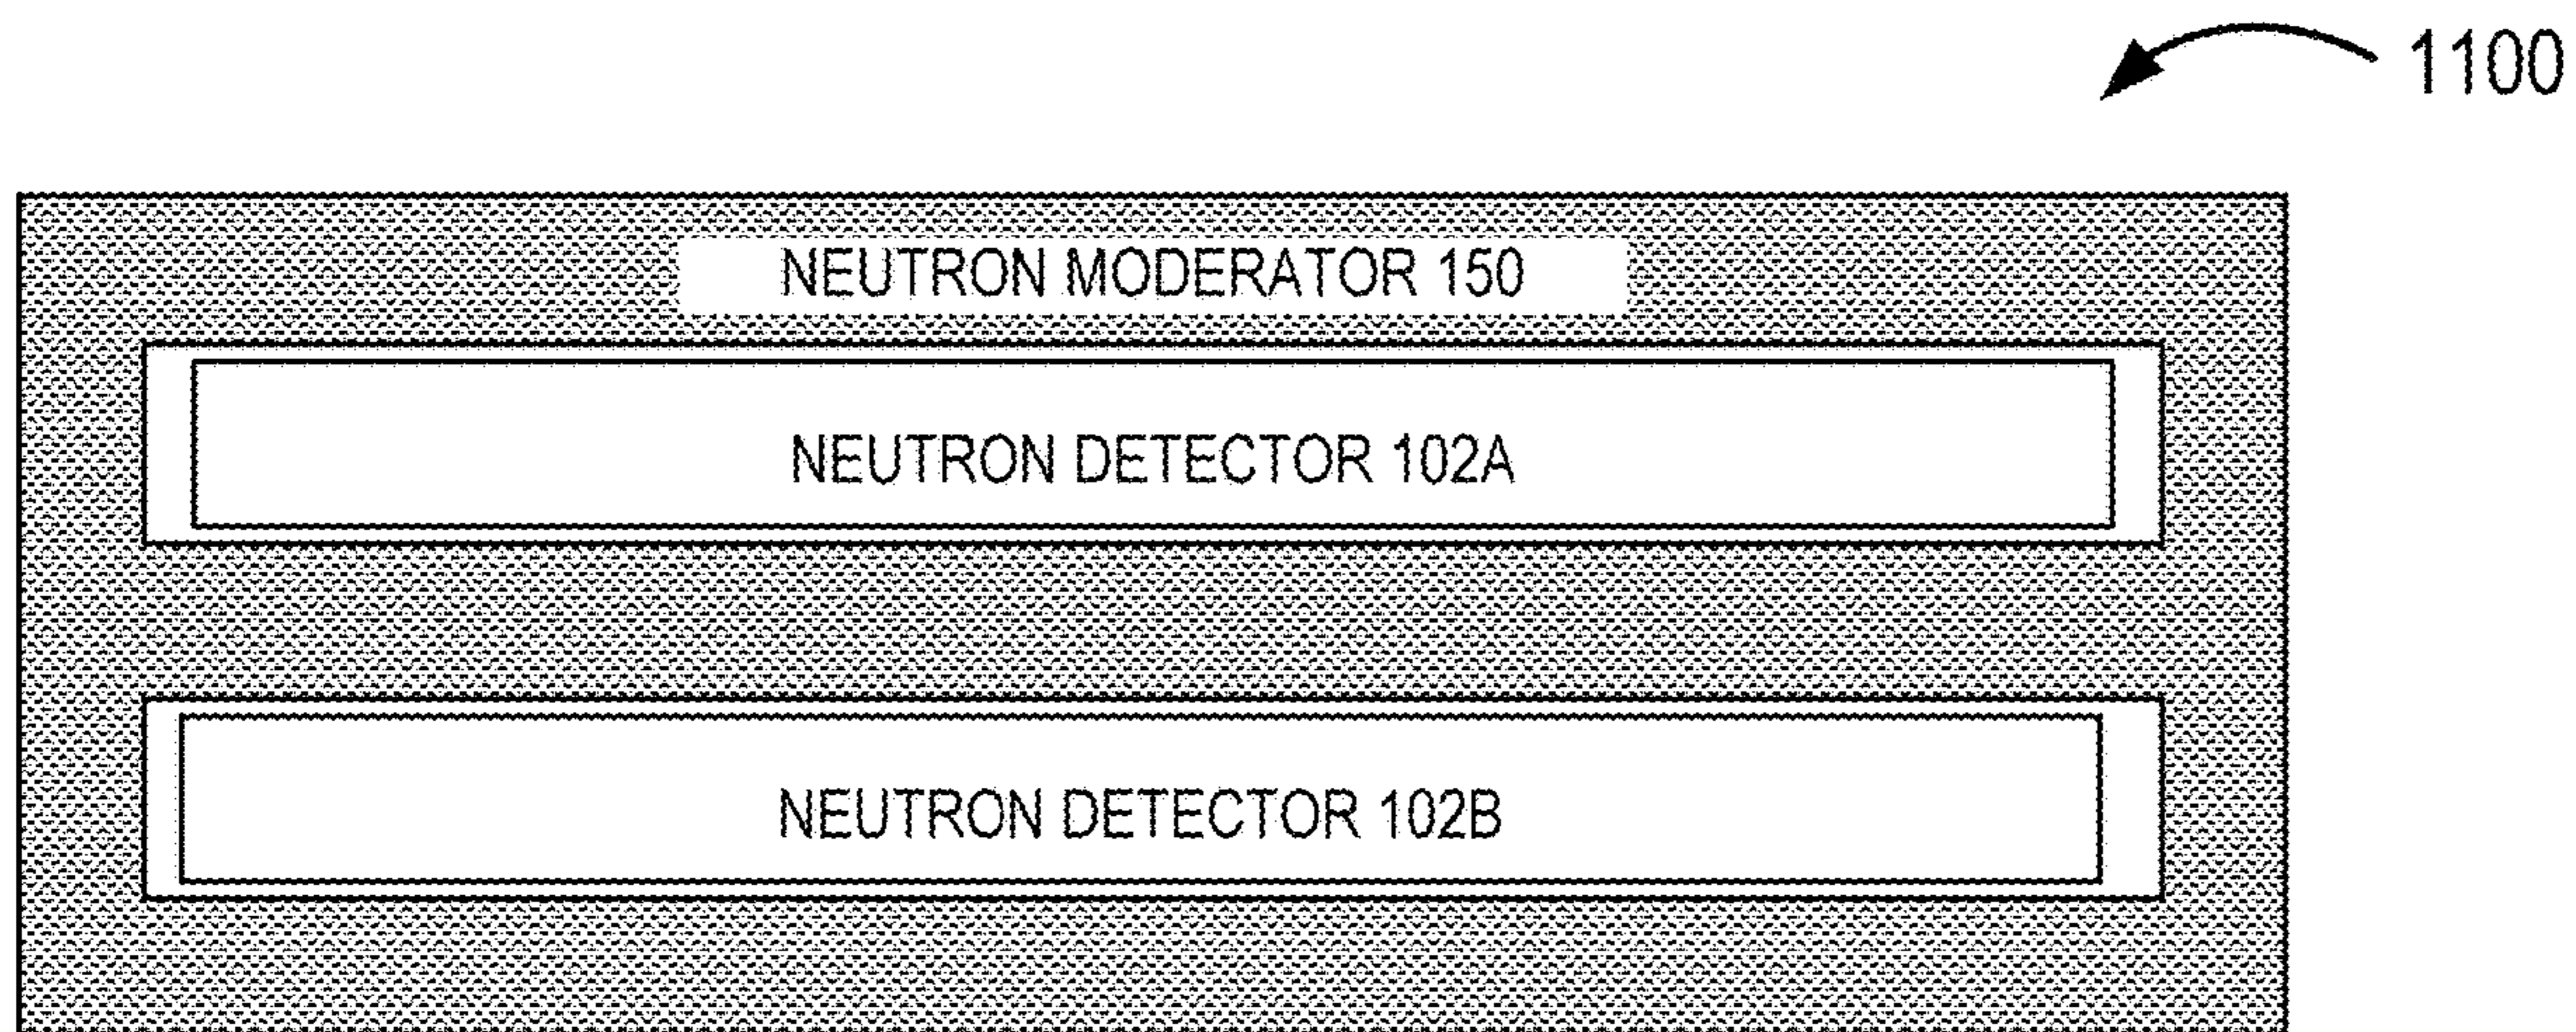 1100
NEUTRON MODERATOR 150
NEUTRON DETECTOR 102A
NEUTRON DETECTOR 102B